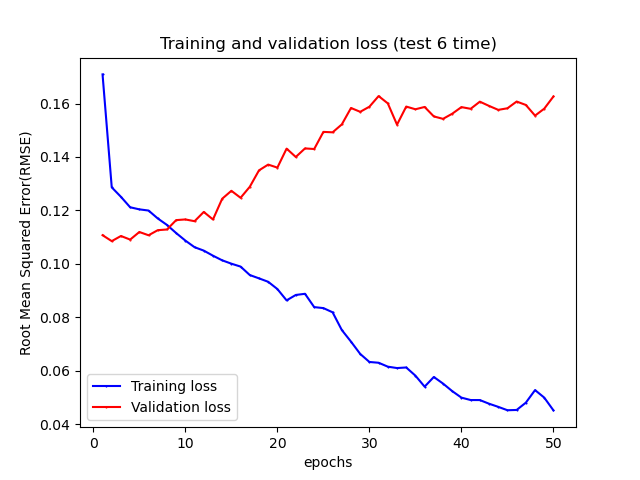 Training and validation loss (test 6 time)
Root Mean Squared Error(RMSE)
0.16
0.14
0.12
0.10
0.08
0.06
0.04
Training loss
Validation loss
0 10 20 30 40 50
epochs